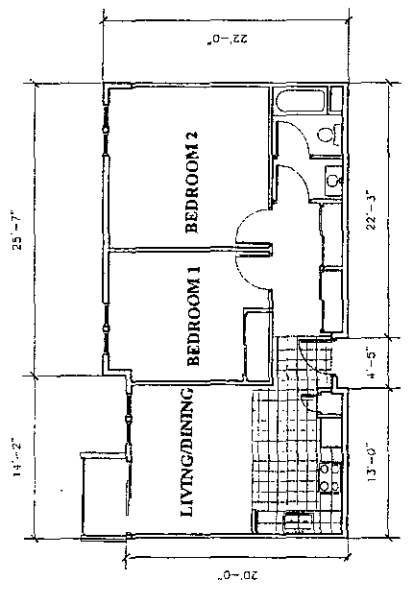 14'-2"
25'-7"
20'-0"
LIVING/DINING
BEDROOM 1
BEDROOM 2
22'-0"
13'-0"
4'-5"
22'-3"